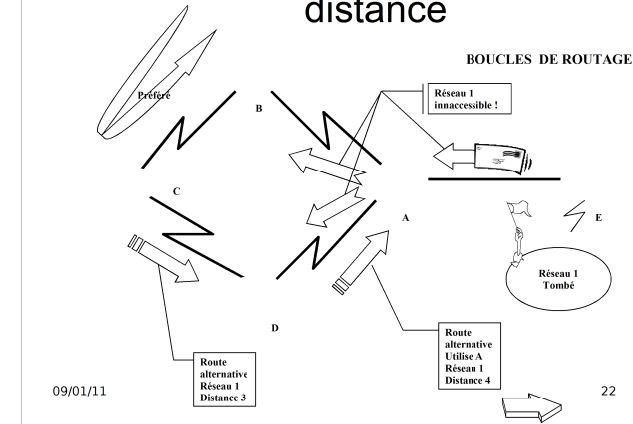 distance
BOUCLES DE ROUTAGE
Préféré
B
Réseau 1
innaccessible !
C
A
E
Réseau 1
Tombé
D
Route
alternative
Utilise A
Réseau 1
Distance 4
Route
alternative
Réseau 1
Distance 3
09/01/11
22